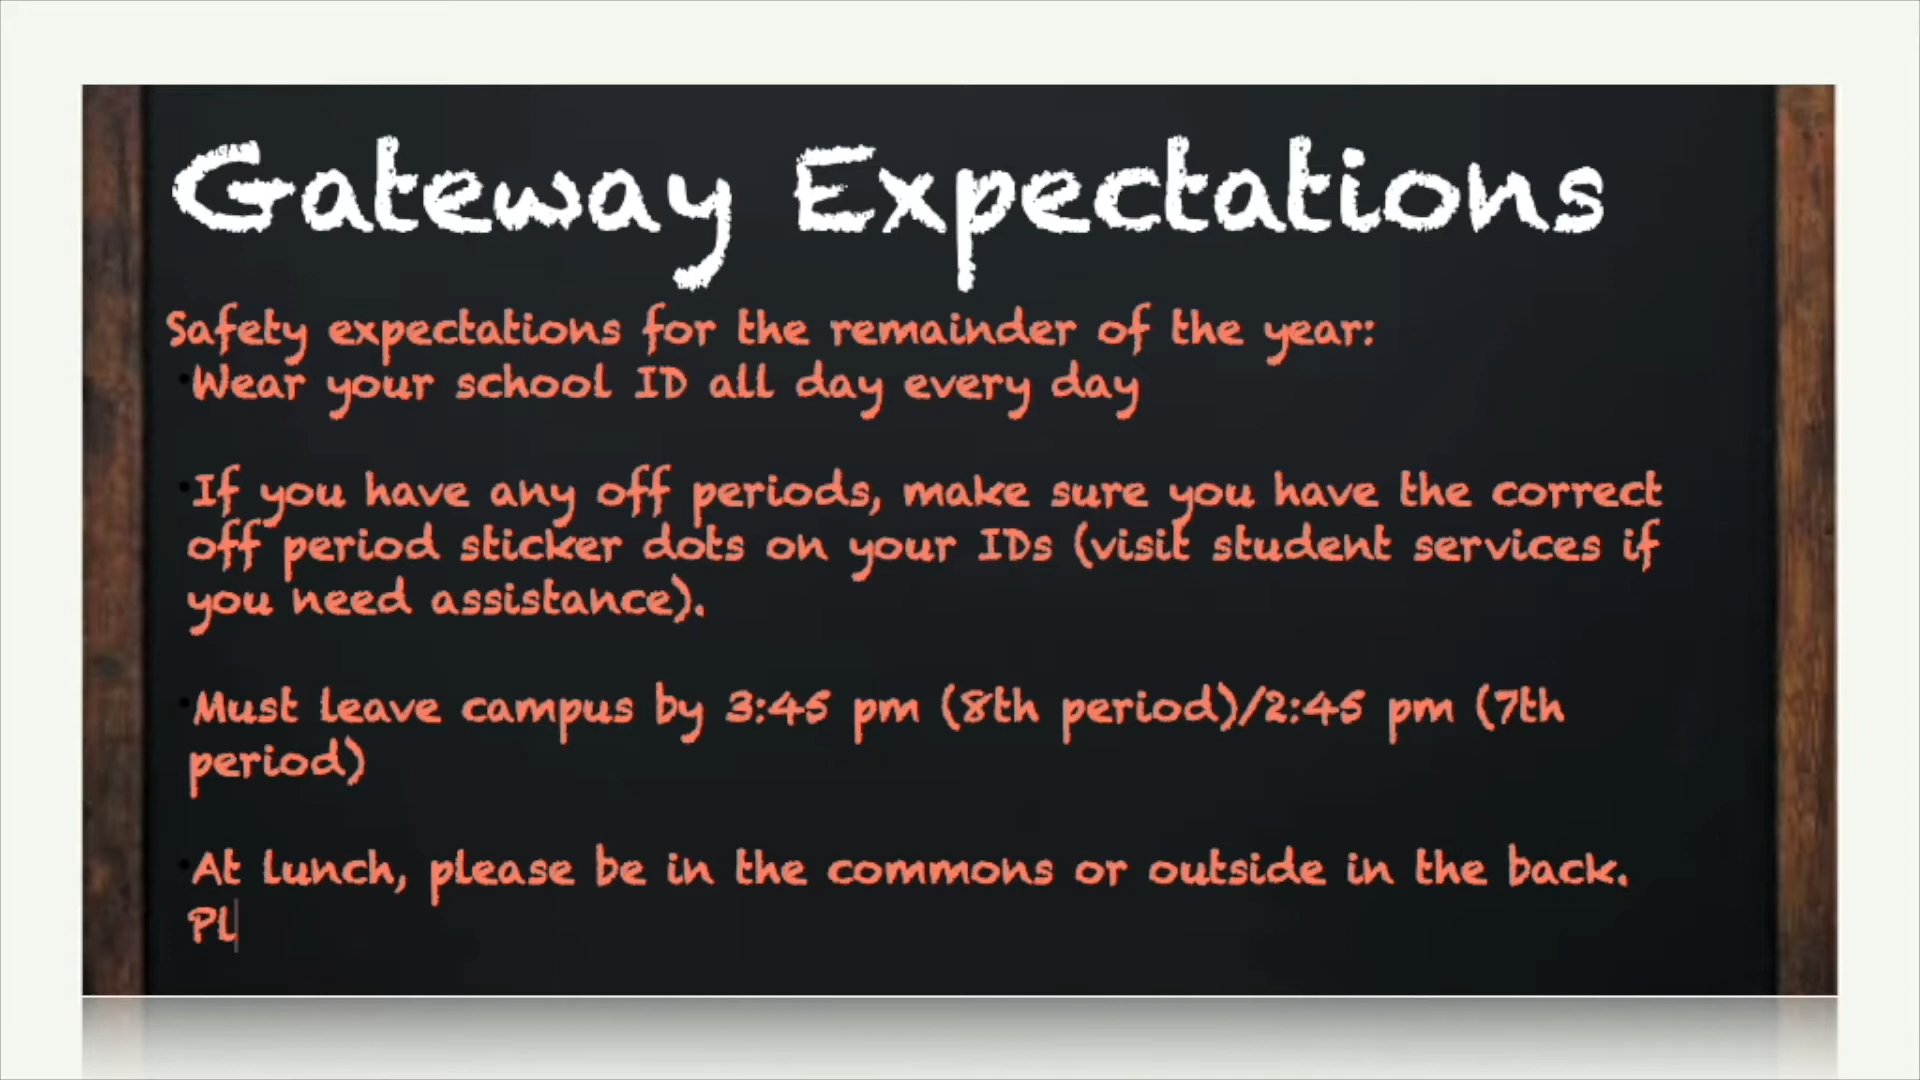 Gateway Expectations
Safety expectations for the remainder of the year:
•Wear your school ID all day every day
•If you have any off periods, make sure you have the correct
off period sticker dots on your IDs (visit student services if
you need assistance).
•Must leave campus by 3:45 pm (8th period)/2:45 pm (7th
period)
•At lunch, please be in the commons or outside in the back.
Pl